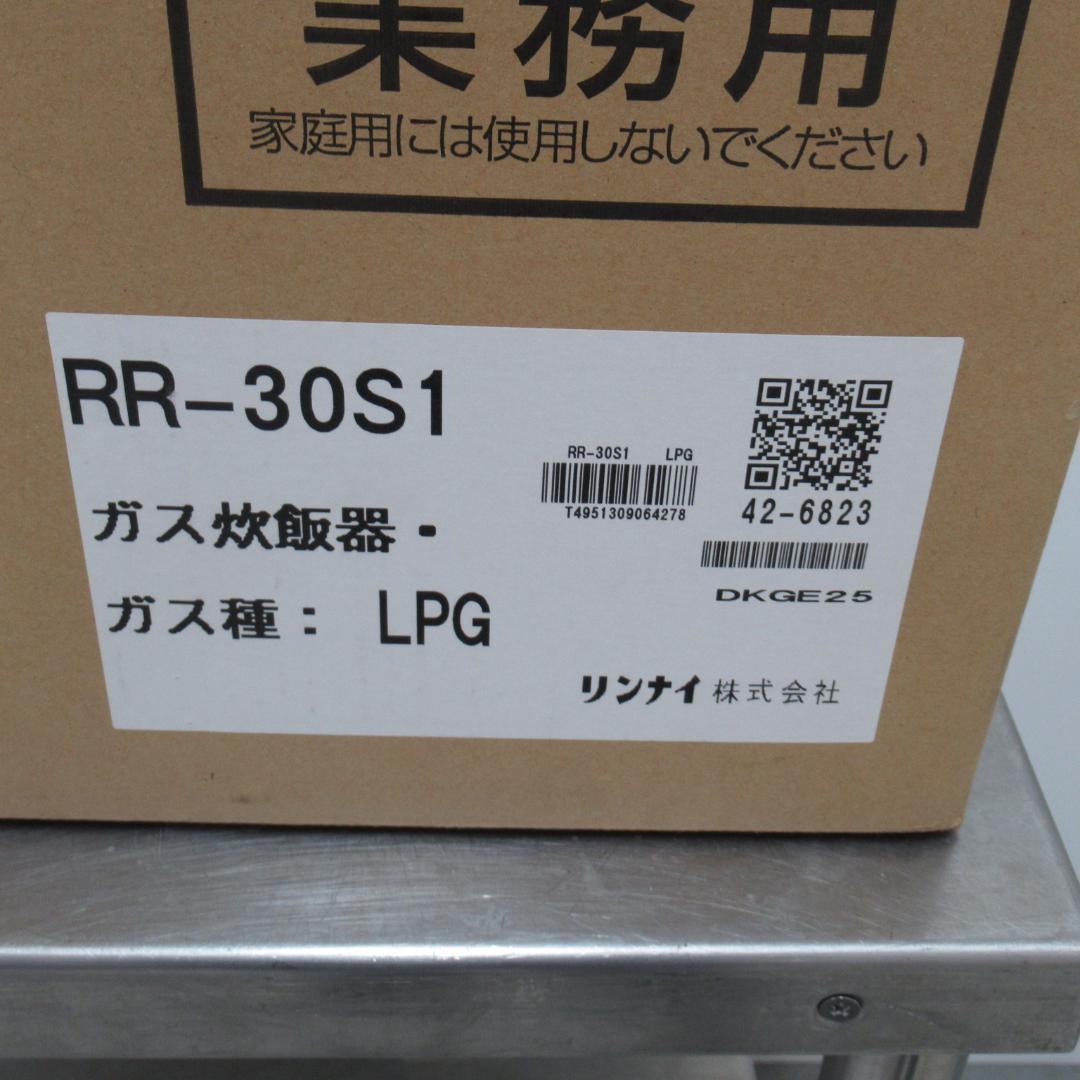 業務用
家庭用には使用しないでください
RR-30S1
RR-30S1 LPG
T4951309064278
42-6823
ガス炊飯器・
DKGE25
ガス種： LPG
リンナイ株式会社